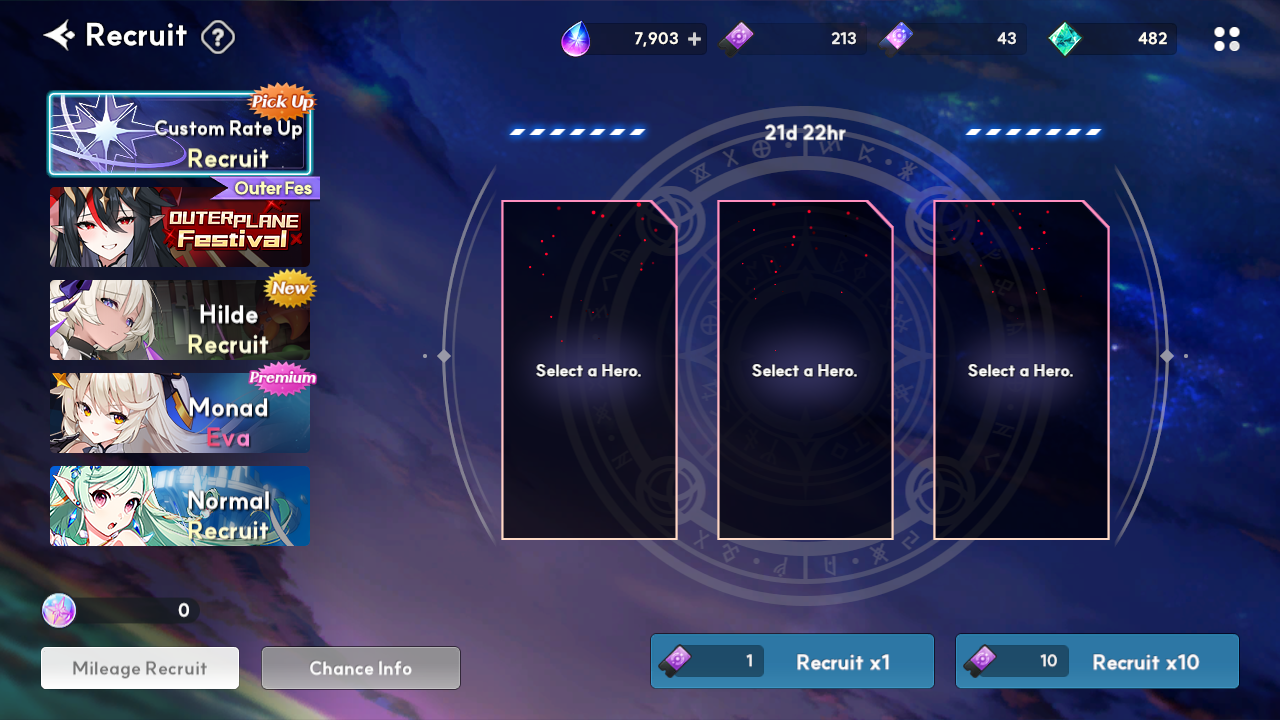 Recruit ?
7,903 +
213
43
482
Pick Up
Custom Rate Up
Recruit
Outer Fes
OUTERPLANE
Festival
New
Hilde
Recruit
Premium
Monad
Eva
Normal
Recruit
21d 22hr
Select a Hero.
Select a Hero.
Select a Hero.
0
Mileage Recruit
Chance Info
1 Recruit x1
10 Recruit x10